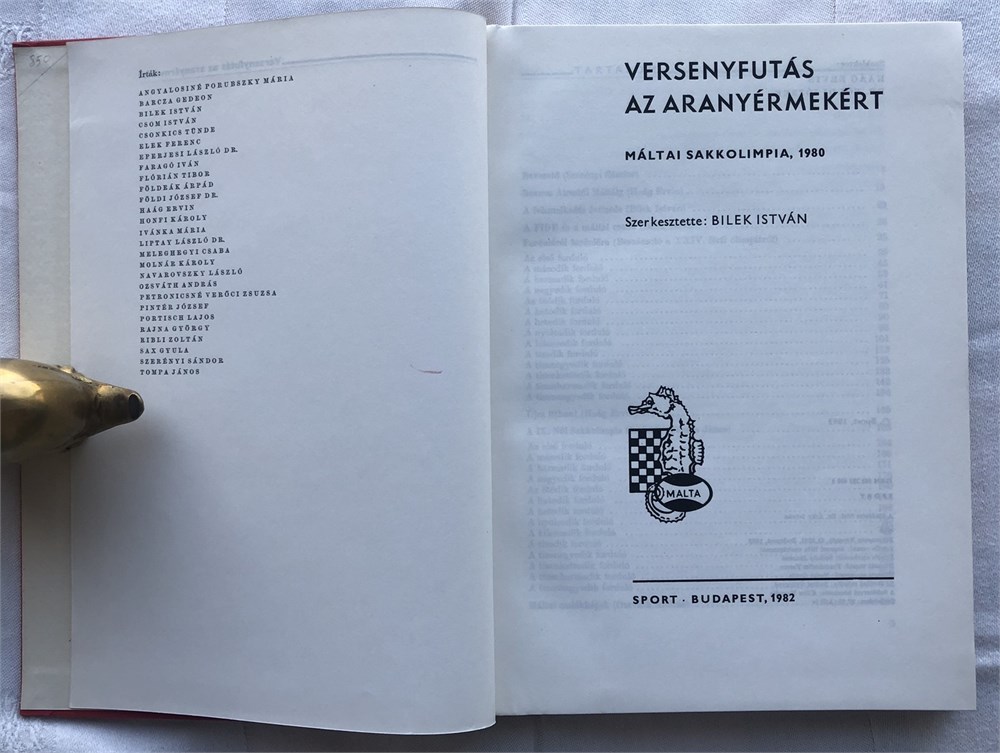 Írták:
ANGYALOSINÉ PORUBSZKY MÁRIA
BARCZA GEDEON
BILEK ISTVÁN
CSOM ISTVÁN
CSONKICS TÜNDE
ELEK FERENC
EPERJESI LÁSZLÓ DR.
FARAGÓ IVÁN
FLÓRIÁN TIBOR
FÖLDEÁK ÁRPÁD
FÖLDI JÓZSEF DR.
HAÁG ERVIN
HONFI KÁROLY
IVÁNKA MÁRIA
LIPTAY LÁSZLÓ DR.
MELEGHEGYI CSABA
MOLNÁR KÁROLY
NAVAROVSZKY LÁSZLÓ
OZSVÁTH ANDRÁS
PETRONICSNÉ VERŐCI ZSUZSA
PINTÉR JÓZSEF
PORTISCH LAJOS
RAJNA GYÖRGY
RIBLI ZOLTÁN
SAX GYULA
SZERÉNYI SÁNDOR
TOMPA JÁNOS
VERSENYFUTÁS
AZ ARANYÉRMEKÉRT
MÁLTAI SAKKOLIMPIA, 1980
Szerkesztette: BILEK ISTVÁN
MALTA
SPORT · BUDAPEST, 1982